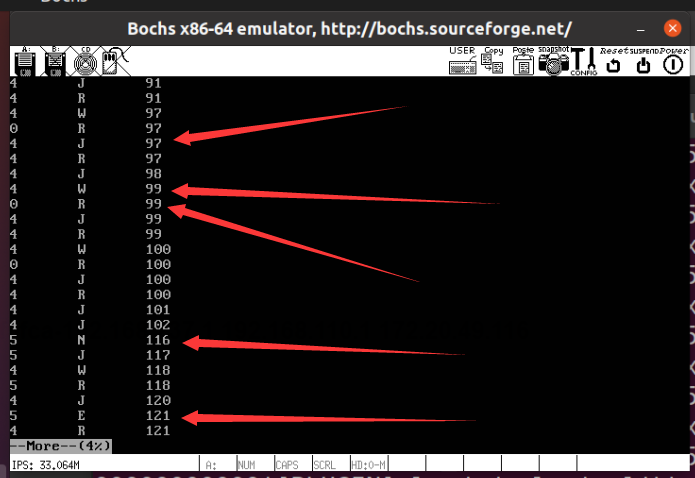 Bochs x86-64 emulator, http://bochs.sourceforge.net/
A: B: CD USER Copy Paste snapshot CONFIG Reset SUSPEND Power
4 J 91
4 R 91
4 W 97
0 R 97
4 J 97
4 R 97
4 J 98
4 W 99
0 R 99
4 J 99
4 R 99
4 W 100
0 R 100
4 J 100
4 R 100
4 J 101
4 J 102
5 N 116
5 J 117
4 W 118
5 R 118
4 J 120
5 E 121
4 R 121
--More--(4%)
IPS: 33.064M A: NUM CAPS SCRL HD:0-M